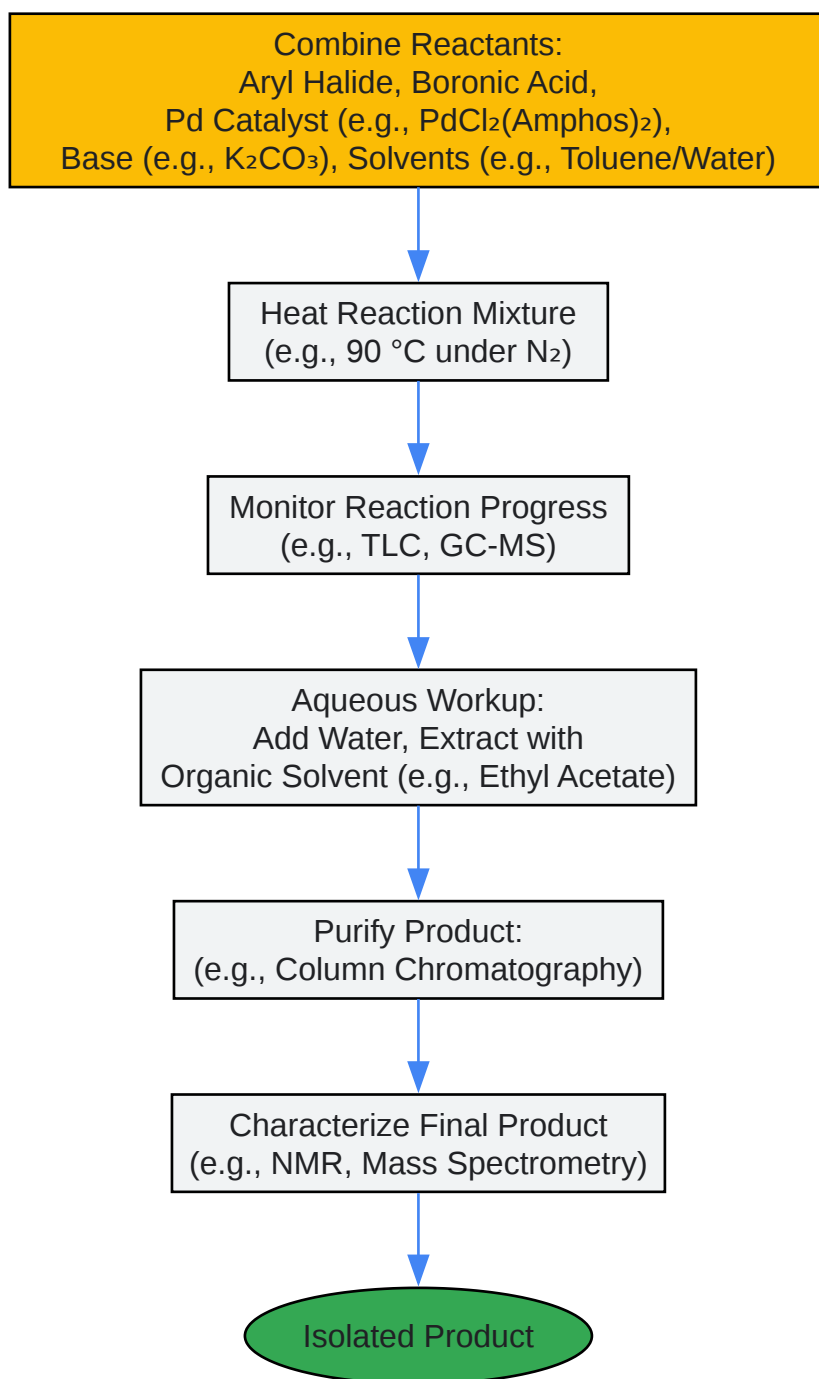 Combine Reactants:
Aryl Halide, Boronic Acid,
Pd Catalyst (e.g., PdCl₂(Amphos)₂),
Base (e.g., K₂CO₃), Solvents (e.g., Toluene/Water)
Heat Reaction Mixture
(e.g., 90 °C under N₂)
Monitor Reaction Progress
(e.g., TLC, GC-MS)
Aqueous Workup:
Add Water, Extract with
Organic Solvent (e.g., Ethyl Acetate)
Purify Product:
(e.g., Column Chromatography)
Characterize Final Product
(e.g., NMR, Mass Spectrometry)
Isolated Product